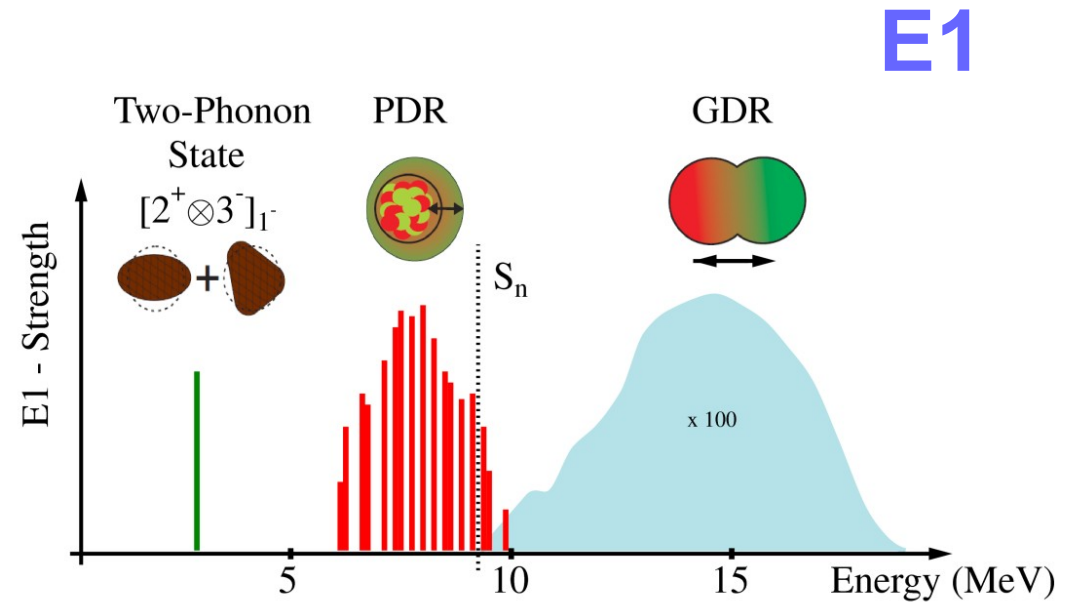 E1
Two-Phonon
State
[2⁺⊗3⁻]₁⁻
PDR
GDR
Sₙ
E1 - Strength
x 100
5
10
15
Energy (MeV)
+